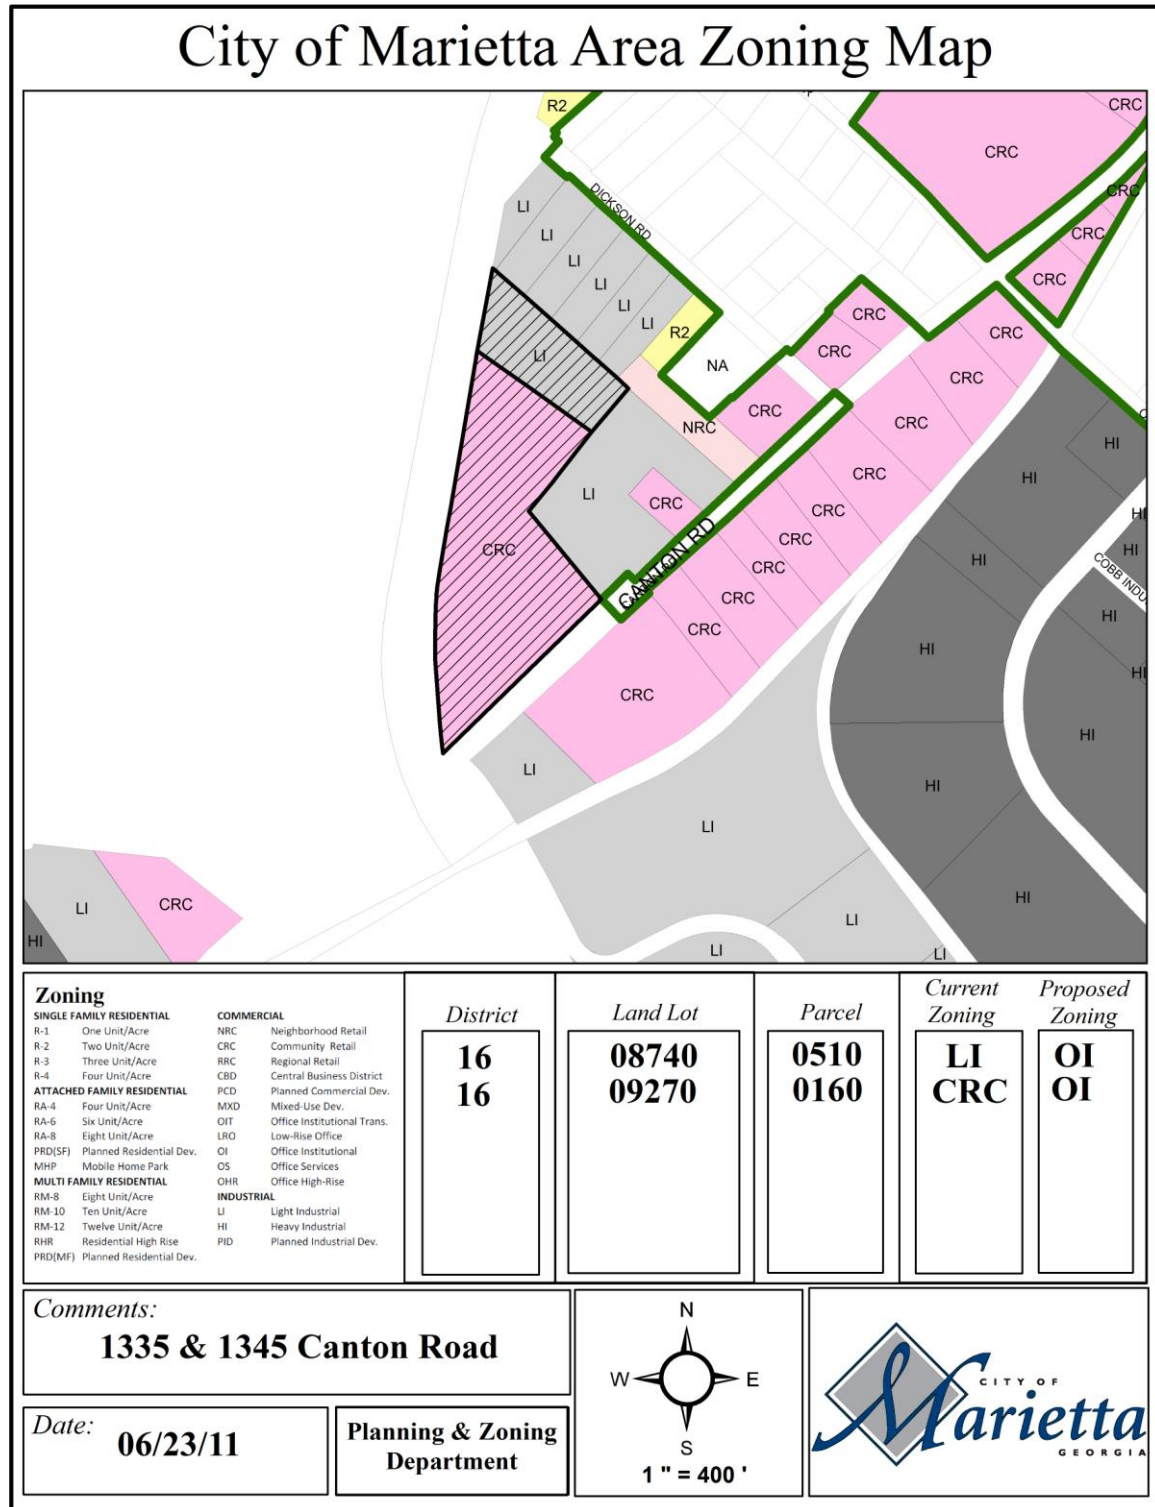 City of Marietta Area Zoning Map
R2
CRC
CRC
CRC
LI
DICKSON RD
LI
CRC
LI
CRC
LI
LI
CRC
LI
R2
CRC
CRC
LI
CRC
NA
CRC
CRC
NRC
CRC
HI
CRC
HI
LI
CRC
CRC
HI
CRC
CANTON RD
CRC
CRC
HI
HI
COBB INDU
CRC
CRC
CRC
HI
HI
HI
CRC
HI
LI
HI
LI
HI
LI
CRC
HI
LI
HI
LI
LI
Zoning
SINGLE FAMILY RESIDENTIAL
R-1 One Unit/Acre
R-2 Two Unit/Acre
R-3 Three Unit/Acre
R-4 Four Unit/Acre
ATTACHED FAMILY RESIDENTIAL
RA-4 Four Unit/Acre
RA-6 Six Unit/Acre
RA-8 Eight Unit/Acre
PRD(SF) Planned Residential Dev.
MHP Mobile Home Park
MULTI FAMILY RESIDENTIAL
RM-8 Eight Unit/Acre
RM-10 Ten Unit/Acre
RM-12 Twelve Unit/Acre
RHR Residential High Rise
PRD(MF) Planned Residential Dev.
COMMERCIAL
NRC Neighborhood Retail
CRC Community Retail
RRC Regional Retail
CBD Central Business District
PCD Planned Commercial Dev.
MXD Mixed-Use Dev.
OIT Office Institutional Trans.
LRO Low-Rise Office
OI Office Institutional
OS Office Services
OHR Office High-Rise
INDUSTRIAL
LI Light Industrial
HI Heavy Industrial
PID Planned Industrial Dev.
District Land Lot Parcel Current Zoning Proposed Zoning
16 08740 0510 LI OI
16 09270 0160 CRC OI
Comments:
1335 & 1345 Canton Road
Date: 06/23/11
Planning & Zoning
Department
N
W E
S
1 " = 400 '
CITY OF
Marietta
GEORGIA